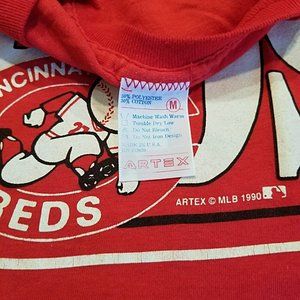 CINCINNA
REDS
50% POLYESTER
50% COTTON
M
Machine Wash Warm
Tumble Dry Low
Do Not Bleach
Do Not Iron Design
MADE IN U.S.A.
ARTEX
ARTEX © MLB 1990